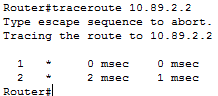 Router#traceroute 10.89.2.2
Type escape sequence to abort.
Tracing the route to 10.89.2.2
1 * 0 msec 0 msec
2 * 2 msec 1 msec
Router#